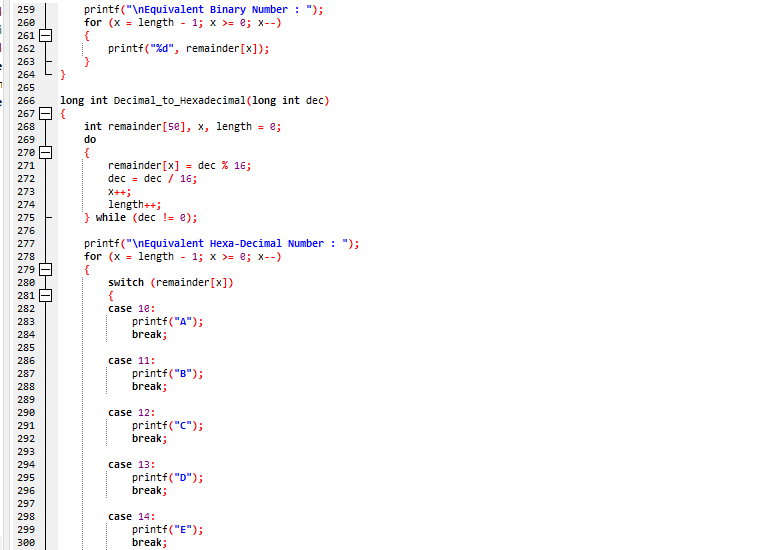 259 printf("\nEquivalent Binary Number : ");
260 for (x = length - 1; x >= 0; x--)
261 {
262 printf("%d", remainder[x]);
263 }
264 }
265
266 long int Decimal_to_Hexadecimal(long int dec)
267 {
268 int remainder[50], x, length = 0;
269 do
270 {
271 remainder[x] = dec % 16;
272 dec = dec / 16;
273 x++;
274 length++;
275 } while (dec != 0);
276
277 printf("\nEquivalent Hexa-Decimal Number : ");
278 for (x = length - 1; x >= 0; x--)
279 {
280 switch (remainder[x])
281 {
282 case 10:
283 printf("A");
284 break;
285
286 case 11:
287 printf("B");
288 break;
289
290 case 12:
291 printf("C");
292 break;
293
294 case 13:
295 printf("D");
296 break;
297
298 case 14:
299 printf("E");
300 break;